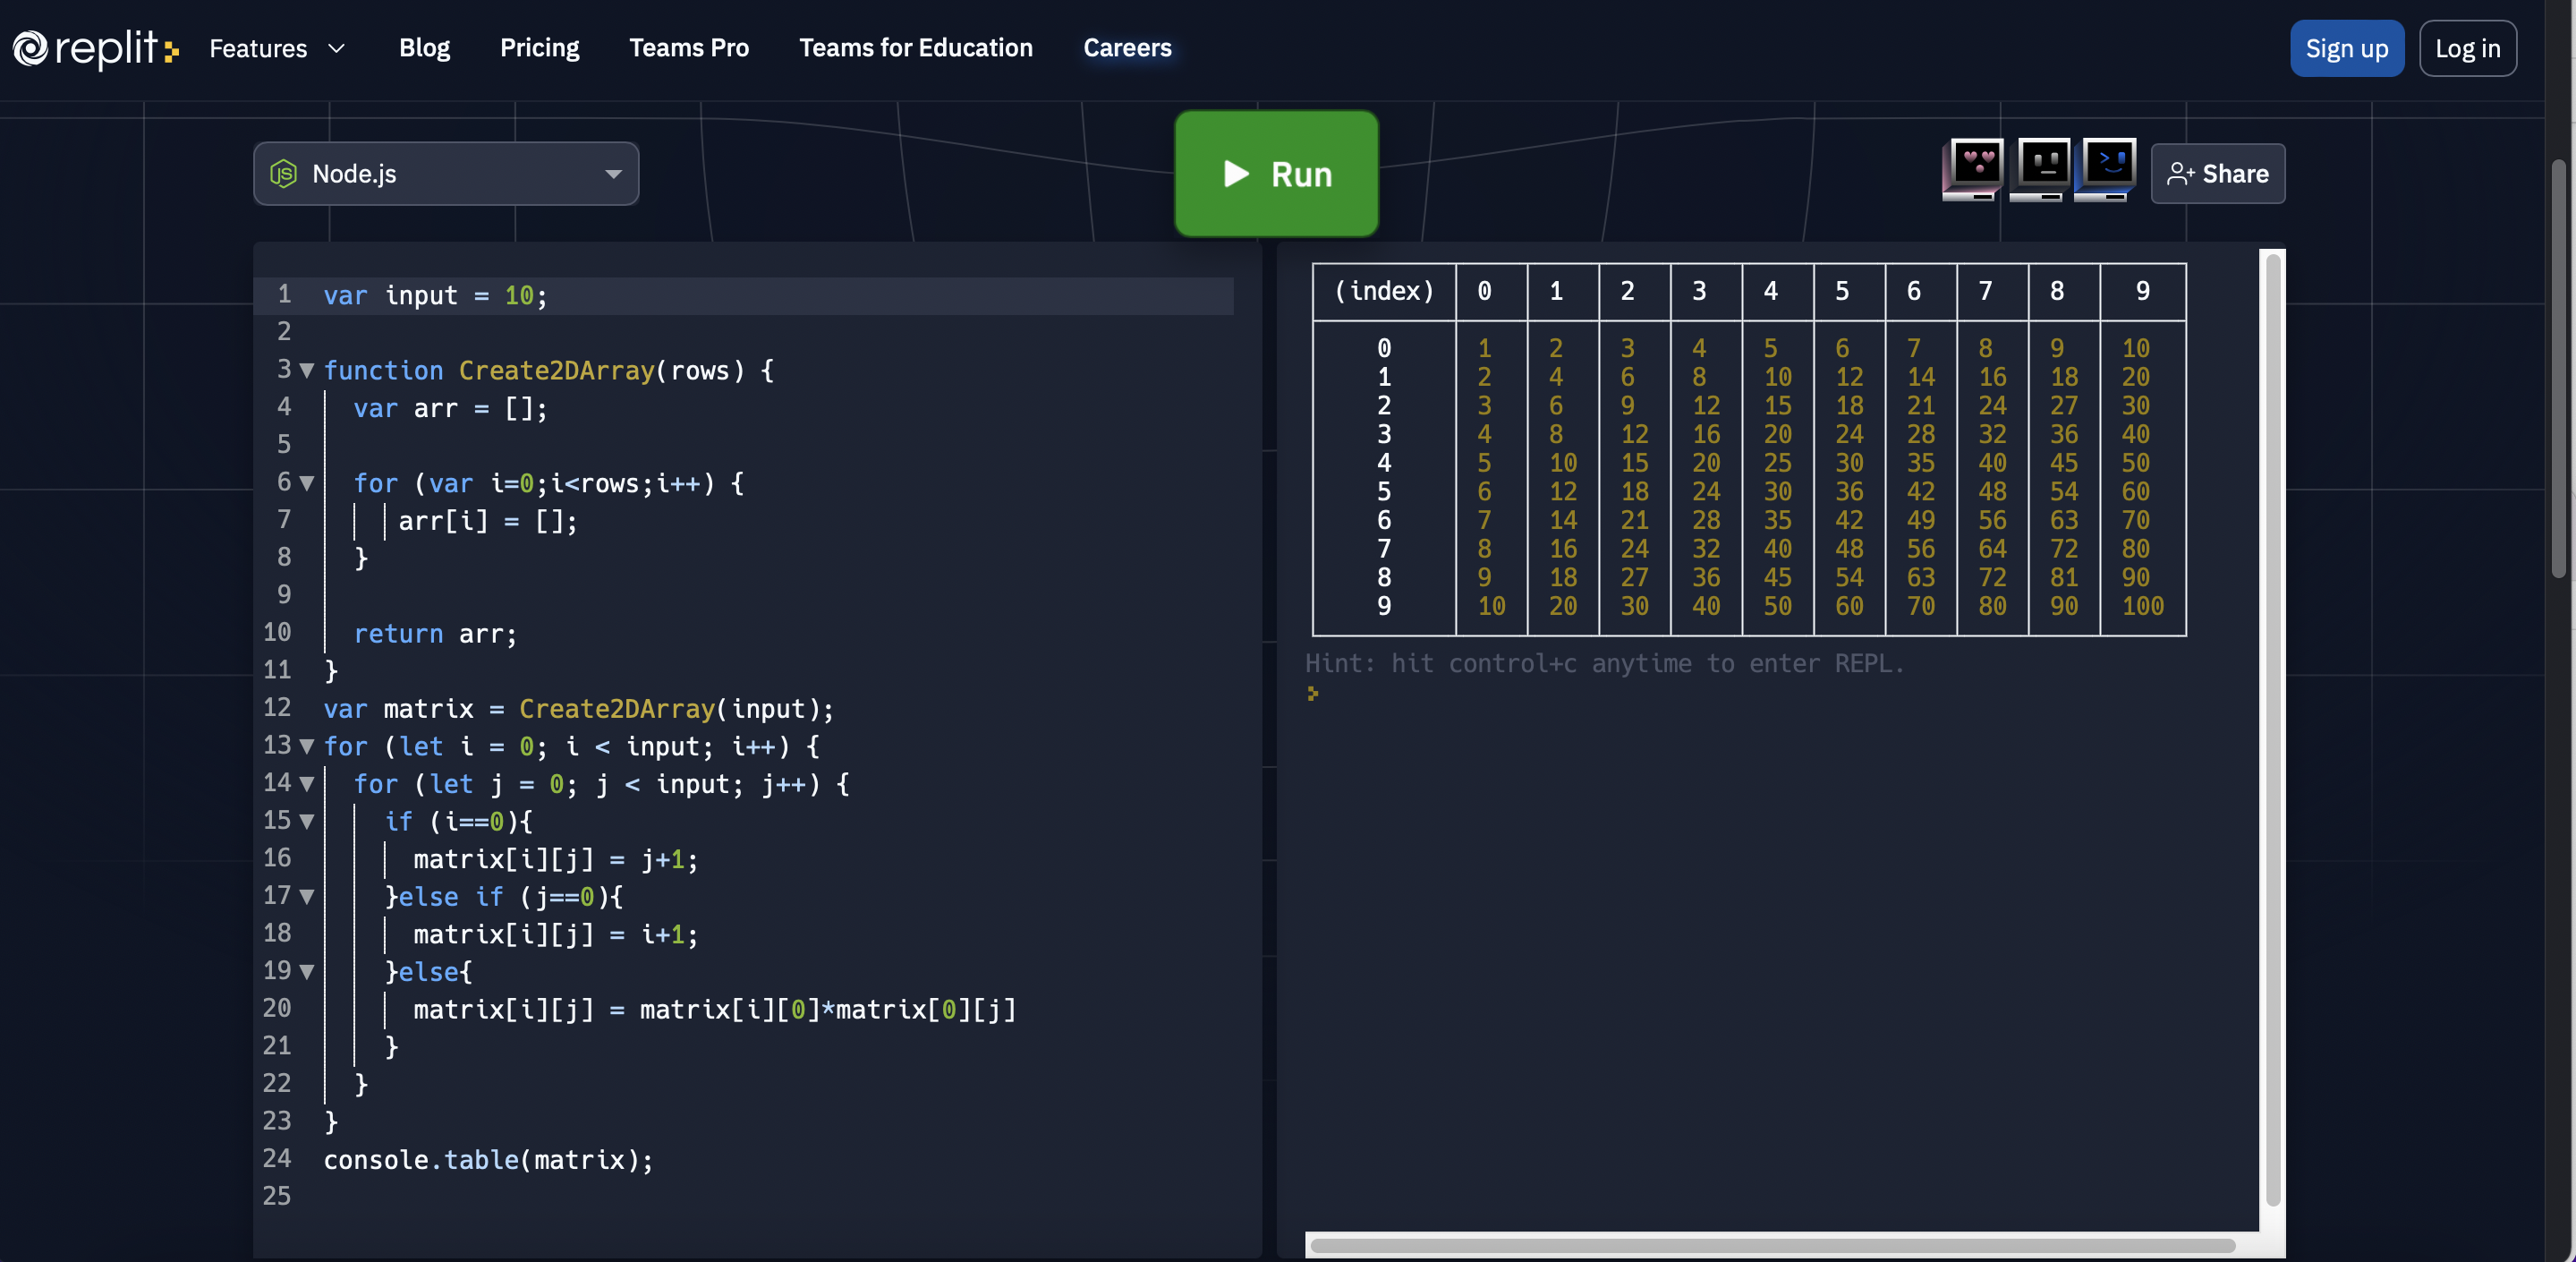 replit
Features
Blog
Pricing
Teams Pro
Teams for Education
Careers
Sign up
Log in
JS
Node.js
Run
Share
1 var input = 10;
2
3 function Create2DArray(rows) {
4 var arr = [];
5
6 for (var i=0;i<rows;i++) {
7 arr[i] = [];
8 }
9
10 return arr;
11 }
12 var matrix = Create2DArray(input);
13 for (let i = 0; i < input; i++) {
14 for (let j = 0; j < input; j++) {
15 if (i==0){
16 matrix[i][j] = j+1;
17 }else if (j==0){
18 matrix[i][j] = i+1;
19 }else{
20 matrix[i][j] = matrix[i][0]*matrix[0][j]
21 }
22 }
23 }
24 console.table(matrix);
25
(index) 0 1 2 3 4 5 6 7 8 9
0 1 2 3 4 5 6 7 8 9 10
1 2 4 6 8 10 12 14 16 18 20
2 3 6 9 12 15 18 21 24 27 30
3 4 8 12 16 20 24 28 32 36 40
4 5 10 15 20 25 30 35 40 45 50
5 6 12 18 24 30 36 42 48 54 60
6 7 14 21 28 35 42 49 56 63 70
7 8 16 24 32 40 48 56 64 72 80
8 9 18 27 36 45 54 63 72 81 90
9 10 20 30 40 50 60 70 80 90 100
Hint: hit control+c anytime to enter REPL.